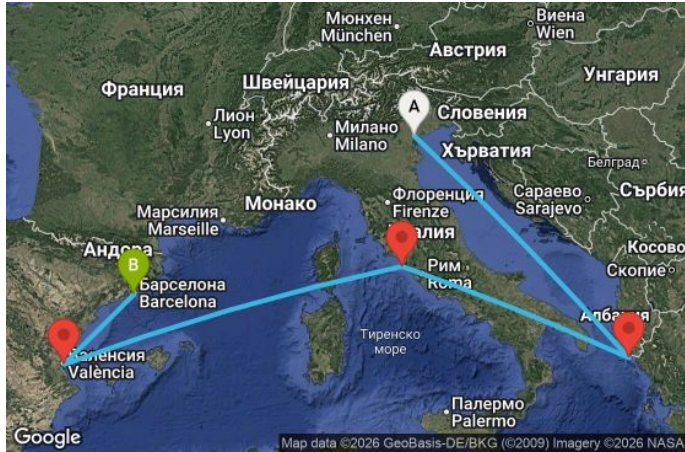 Мюнхен
München
Виена
Wien
Австрия
Франция
Швейцария
Унгария
Лион
Lyon
Милано
Milano
A
Словения
Хърватия
Белград
Монако
Флоренция
Firenze
Сараево
Sarajevo
Сърбия
Марсилия
Marseille
Андора
Косово
Скопие
B
Барселона
Barcelona
Рим
Roma
Тиренско
море
Валенсия
València
Палермо
Palermo
Google
Map data ©2026 GeoBasis-DE/BKG (©2009) Imagery ©2026 NASA